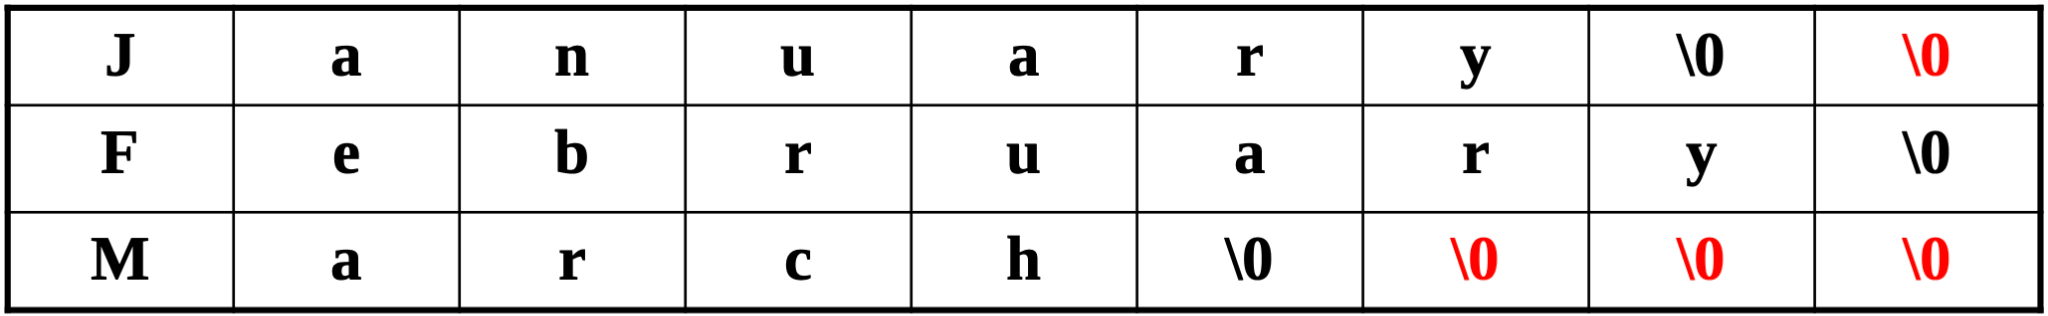 J a n u a r y \0 \0
F e b r u a r y \0
M a r c h \0 \0 \0 \0